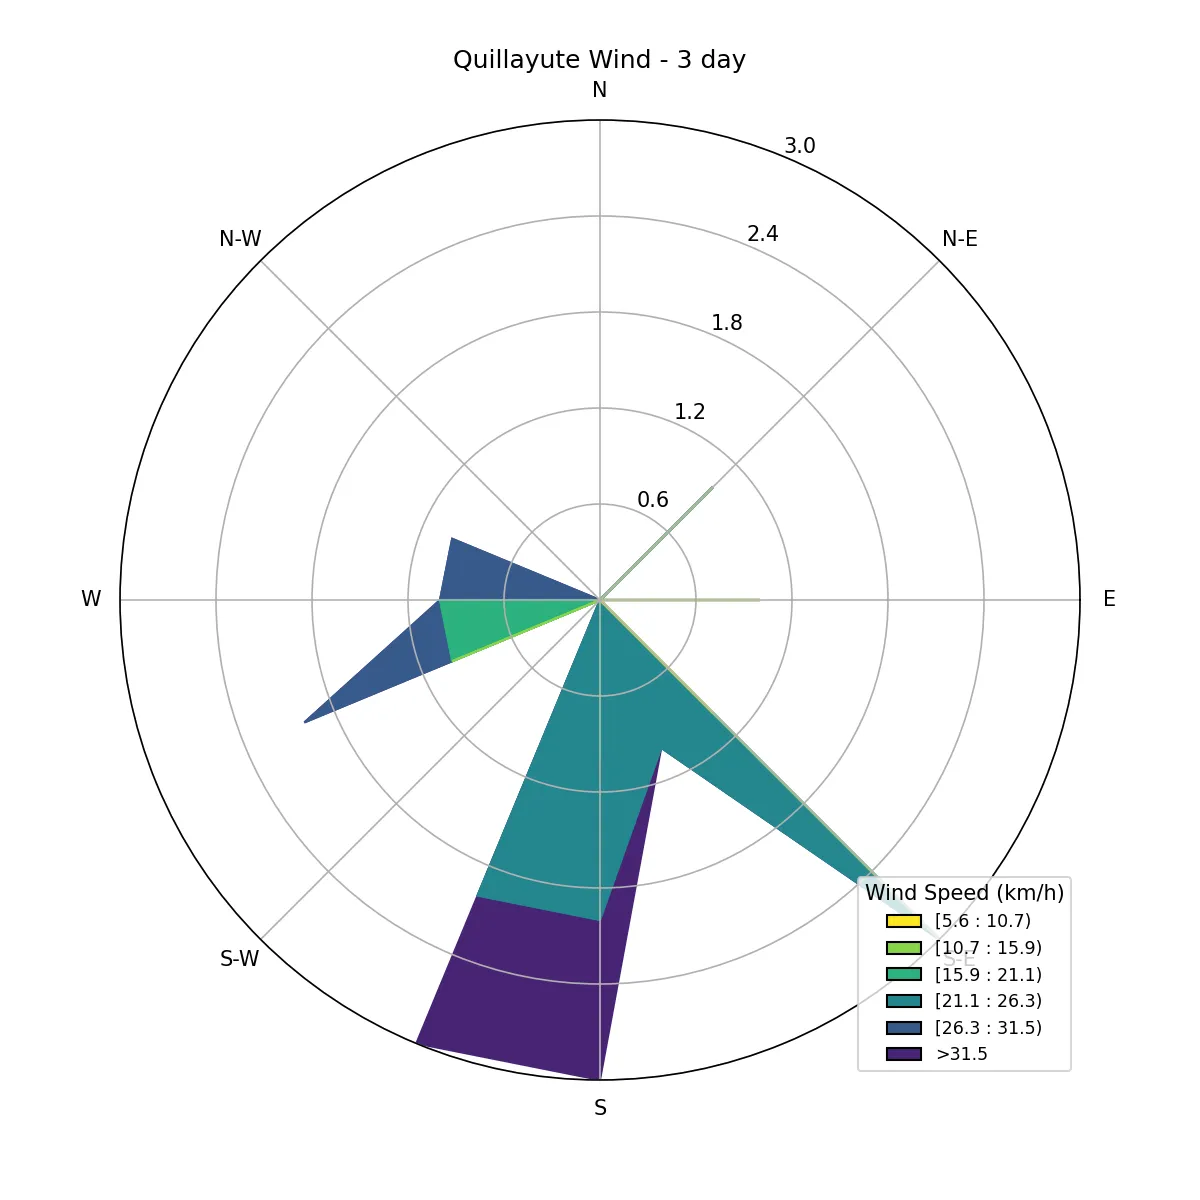 Quillayute Wind - 3 day
N
3.0
2.4
N-W
N-E
1.8
1.2
0.6
W
E
Wind Speed (km/h)
[5.6 : 10.7)
[10.7 : 15.9)
S-W
S-E
[15.9 : 21.1)
[21.1 : 26.3)
[26.3 : 31.5)
>31.5
S